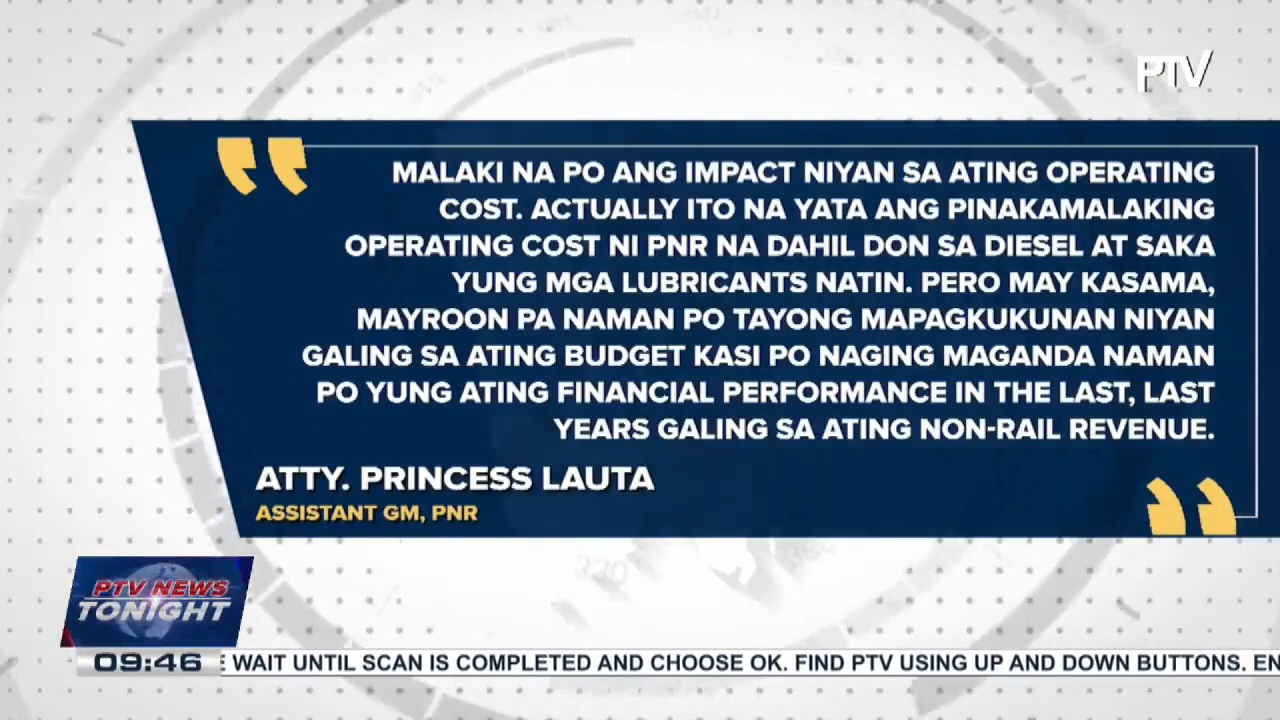 PTV
MALAKI NA PO ANG IMPACT NIYAN SA ATING OPERATING
COST. ACTUALLY ITO NA YATA ANG PINAKAMALAKING
OPERATING COST NI PNR NA DAHIL DON SA DIESEL AT SAKA
YUNG MGA LUBRICANTS NATIN. PERO MAY KASAMA,
MAYROON PA NAMAN PO TAYONG MAPAGKUKUNAN NIYAN
GALING SA ATING BUDGET KASI PO NAGING MAGANDA NAMAN
PO YUNG ATING FINANCIAL PERFORMANCE IN THE LAST, LAST
YEARS GALING SA ATING NON-RAIL REVENUE.
ATTY. PRINCESS LAUTA
ASSISTANT GM, PNR
PTV NEWS
TONIGHT
09:46 E WAIT UNTIL SCAN IS COMPLETED AND CHOOSE OK. FIND PTV USING UP AND DOWN BUTTONS. EN